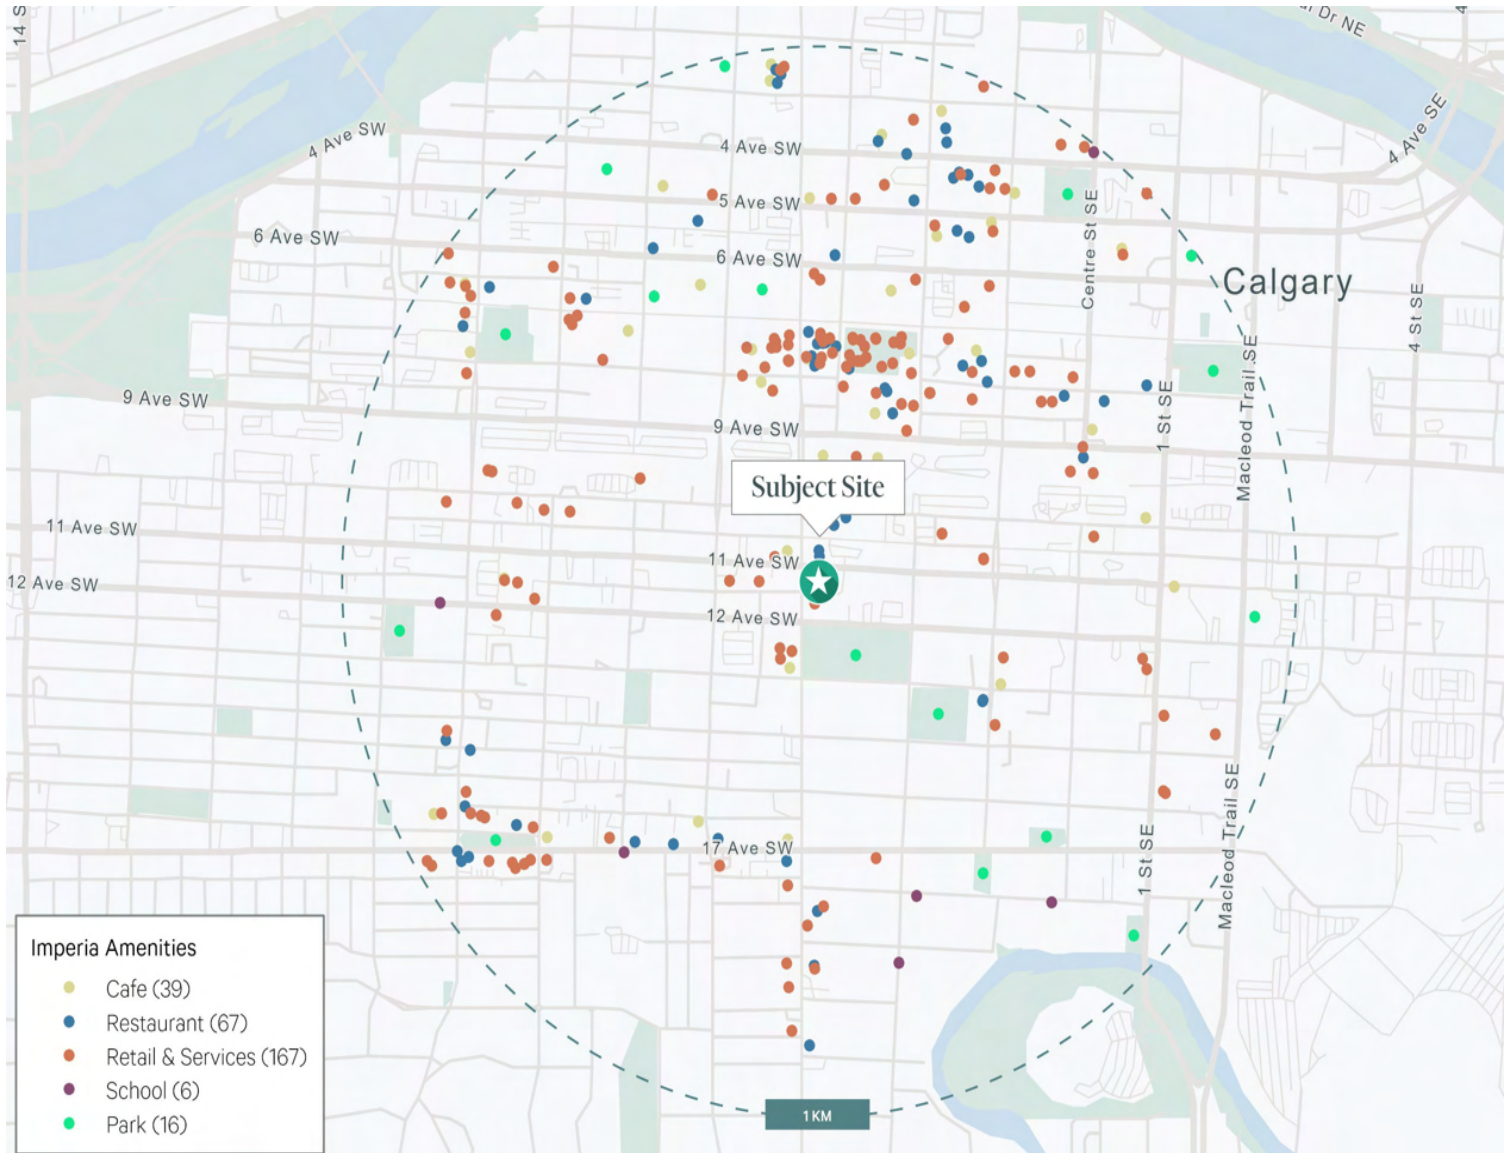 14 S
4 Ave SW
4 Ave SW
5 Ave SW
6 Ave SW
6 Ave SW
Centre St SE
Calgary
4 Ave SE
4 St SE
Dr NE
9 Ave SW
9 Ave SW
1 St SE
Macleod Trail SE
Subject Site
11 Ave SW
11 Ave SW
12 Ave SW
12 Ave SW
17 Ave SW
1 St SE
Macleod Trail SE
Imperia Amenities
Cafe (39)
Restaurant (67)
Retail & Services (167)
School (6)
Park (16)
1 KM